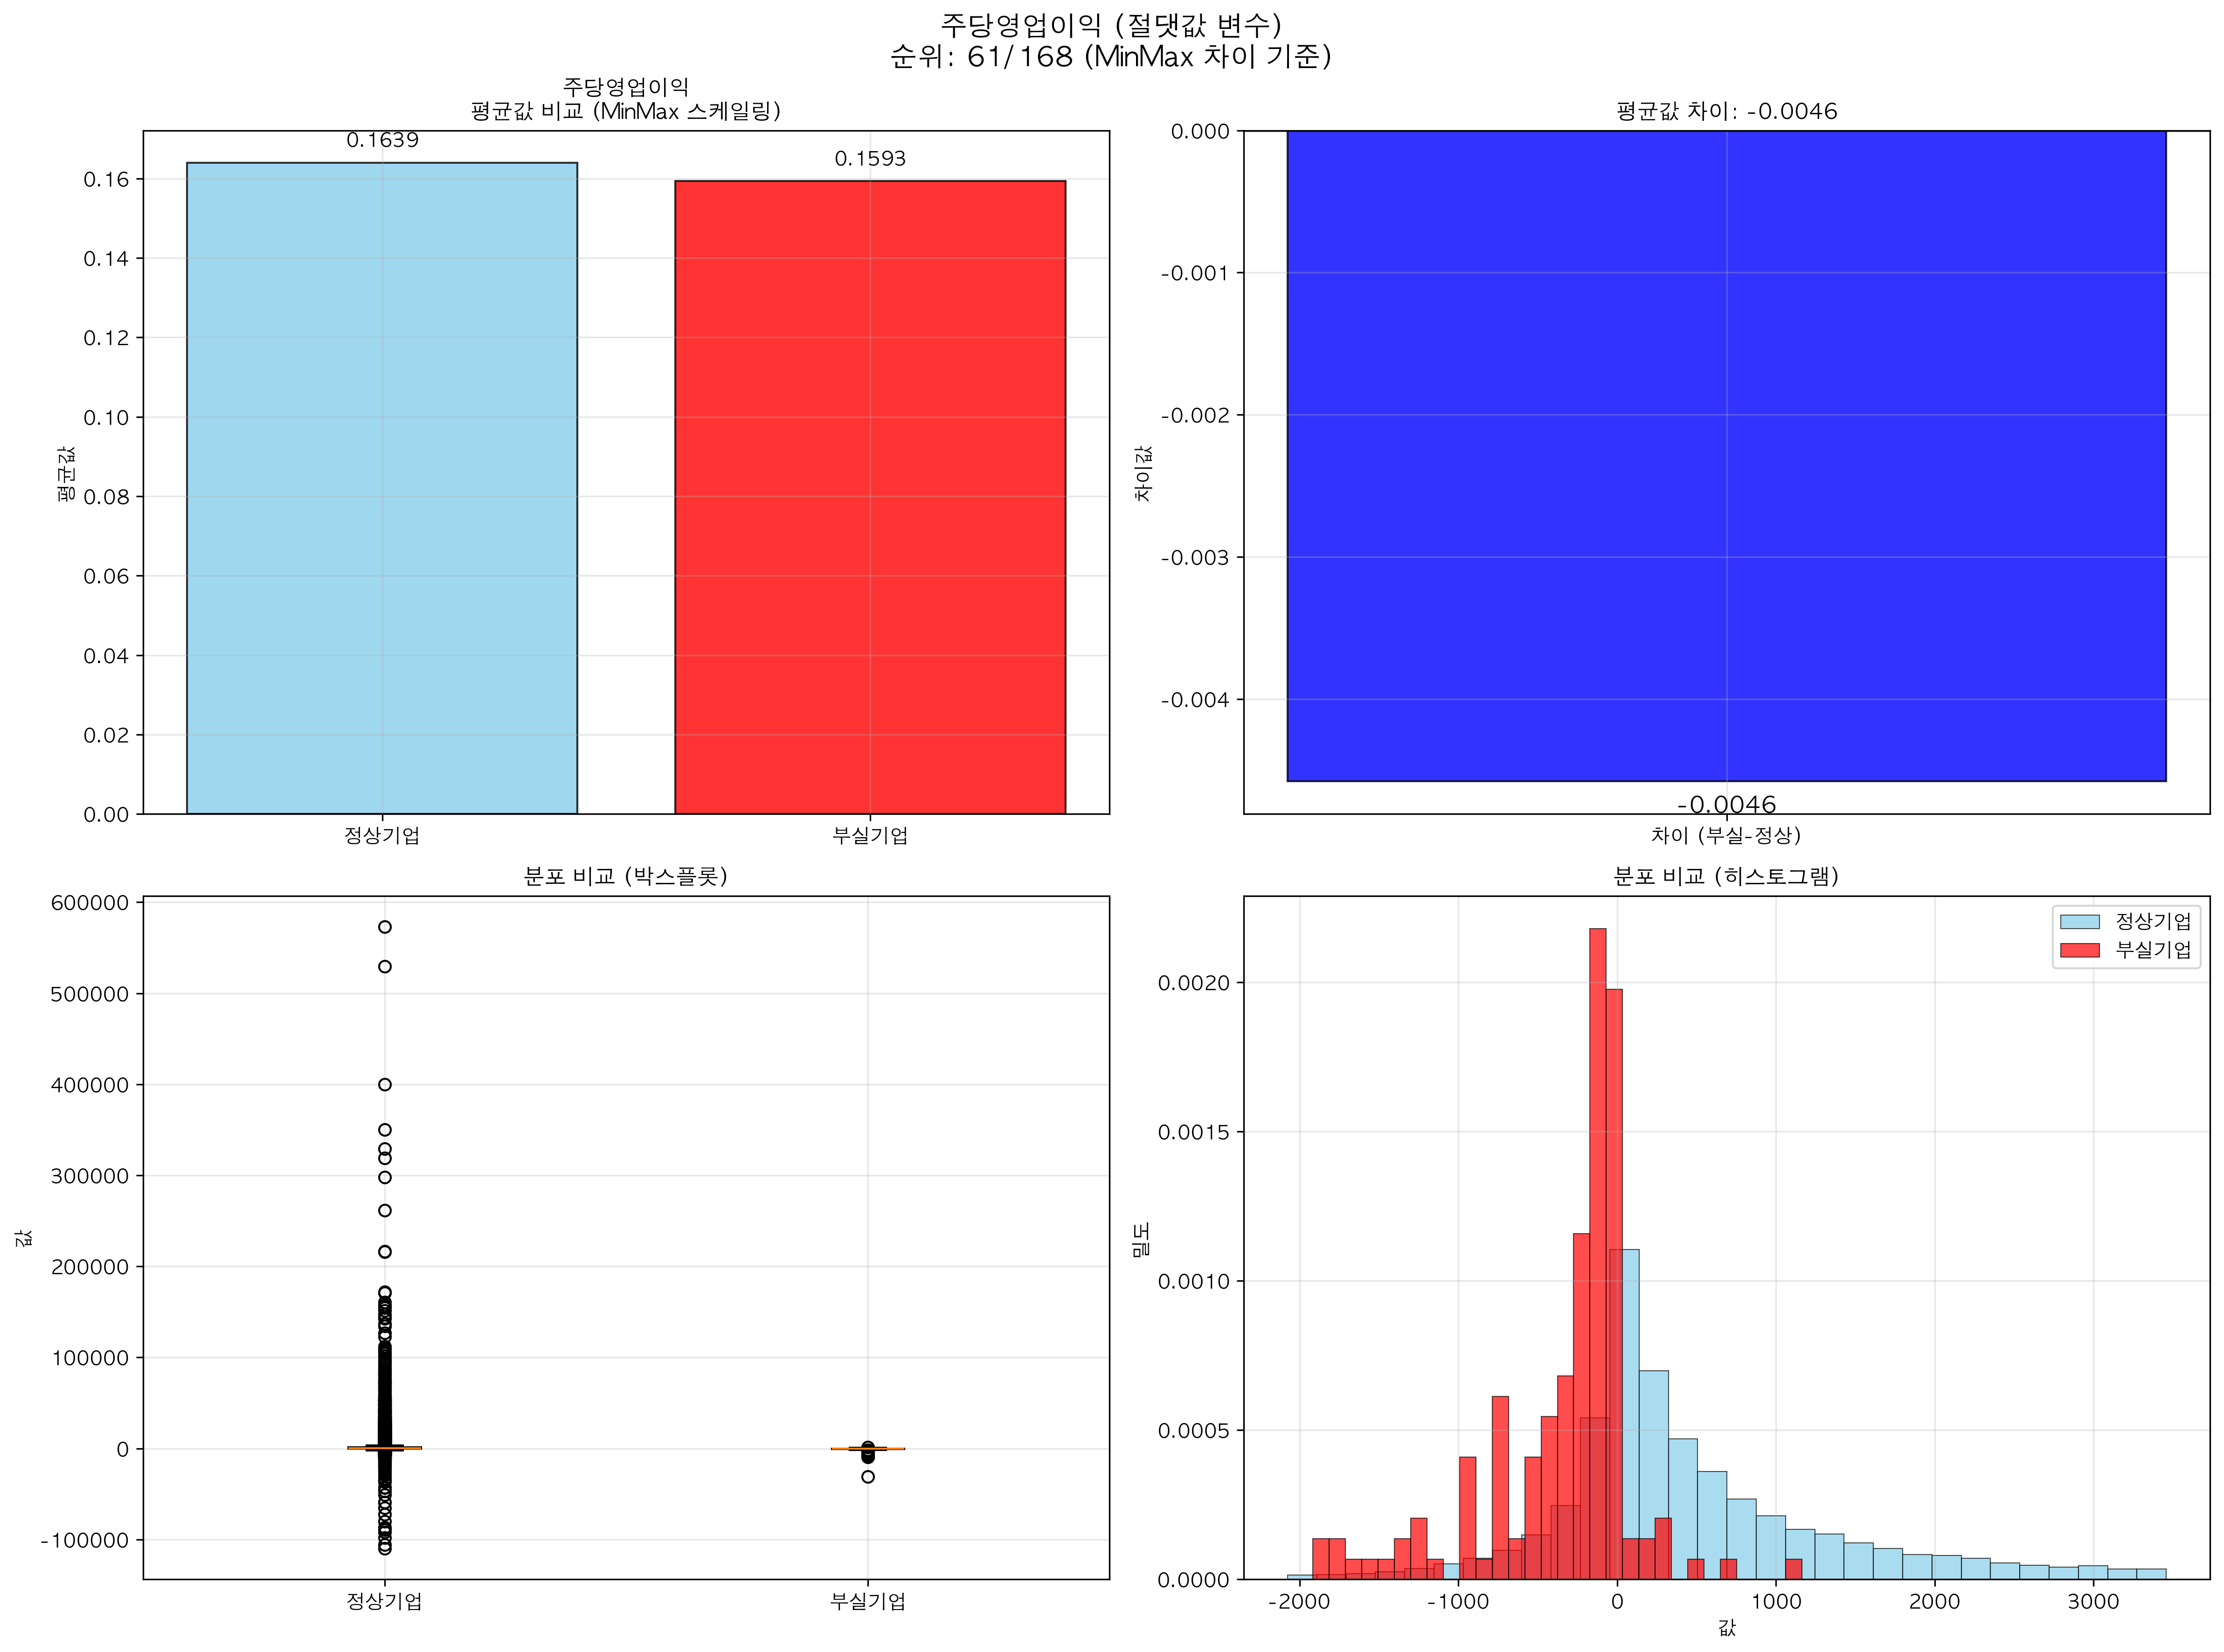 주당영업이익 (절댓값 변수)
순위: 61/168 (MinMax 차이 기준)
주당영업이익
평균값 비교 (MinMax 스케일링)
0.1639
0.1593
0.16
0.14
0.12
0.10
0.08
0.06
0.04
0.02
0.00
평균값
정상기업
부실기업
평균값 차이: -0.0046
0.000
-0.001
-0.002
-0.003
-0.004
차이값
-0.0046
차이 (부실-정상)
분포 비교 (박스플롯)
600000
500000
400000
300000
200000
100000
0
-100000
값
정상기업
부실기업
분포 비교 (히스토그램)
정상기업
부실기업
0.0020
0.0015
0.0010
0.0005
0.0000
밀도
-2000
-1000
0
1000
2000
3000
값